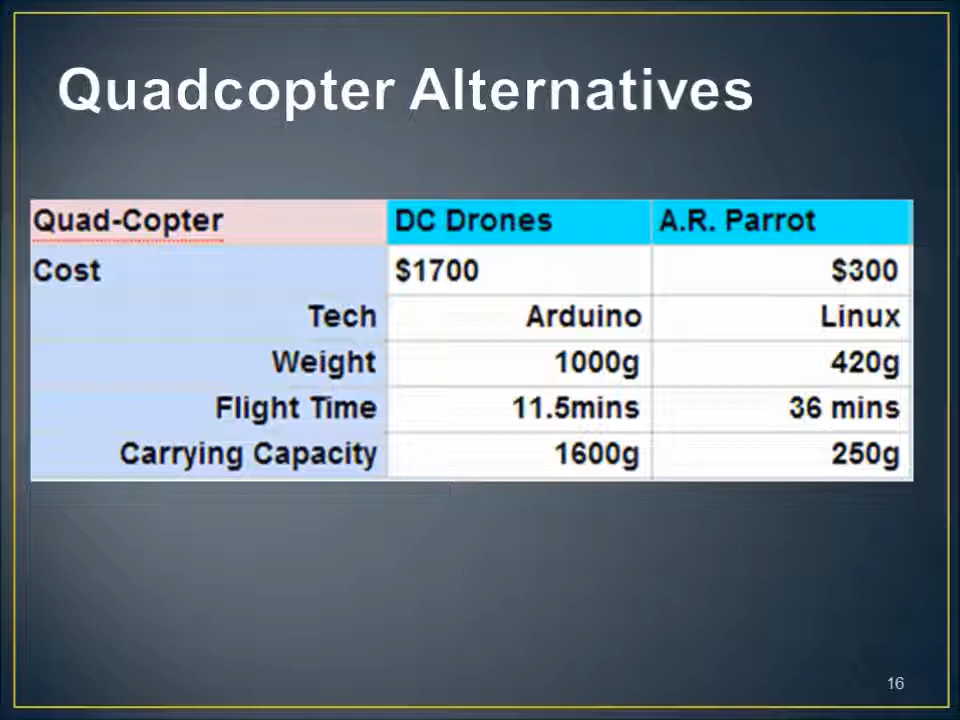 Quadcopter Alternatives
Quad-Copter DC Drones A.R. Parrot
Cost $1700 $300
Tech Arduino Linux
Weight 1000g 420g
Flight Time 11.5mins 36 mins
Carrying Capacity 1600g 250g
16